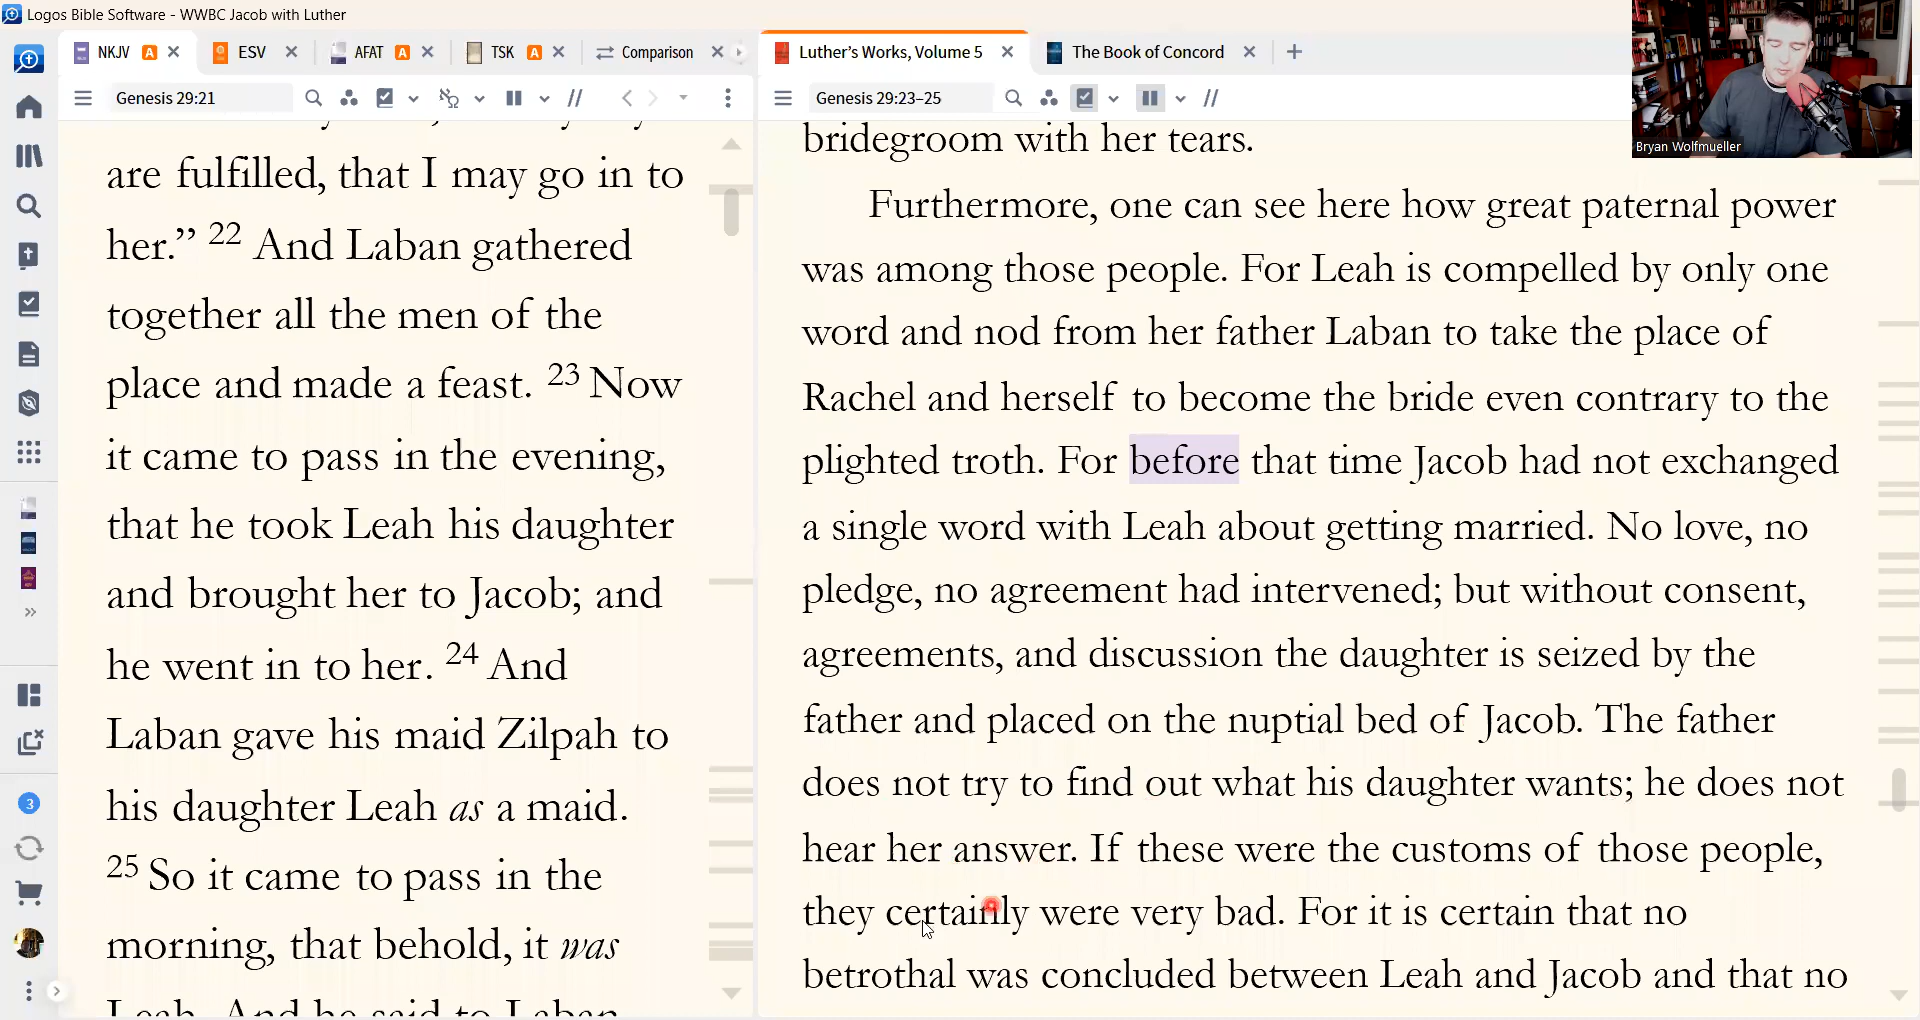 Logos Bible Software - WWBC Jacob with Luther
NKJV A
ESV
AFAT A
TSK A
Comparison
Genesis 29:21
are fulfilled, that I may go in to
her.” 22 And Laban gathered
together all the men of the
place and made a feast. 23 Now
it came to pass in the evening,
that he took Leah his daughter
and brought her to Jacob; and
he went in to her. 24 And
Laban gave his maid Zilpah to
his daughter Leah as a maid.
25 So it came to pass in the
morning, that behold, it was
Leah. And he said to Laban
3
Luther’s Works, Volume 5
The Book of Concord
Genesis 29:23–25
bridegroom with her tears.
Furthermore, one can see here how great paternal power
was among those people. For Leah is compelled by only one
word and nod from her father Laban to take the place of
Rachel and herself to become the bride even contrary to the
plighted troth. For before that time Jacob had not exchanged
a single word with Leah about getting married. No love, no
pledge, no agreement had intervened; but without consent,
agreements, and discussion the daughter is seized by the
father and placed on the nuptial bed of Jacob. The father
does not try to find out what his daughter wants; he does not
hear her answer. If these were the customs of those people,
they certainly were very bad. For it is certain that no
betrothal was concluded between Leah and Jacob and that no
Bryan Wolfmueller